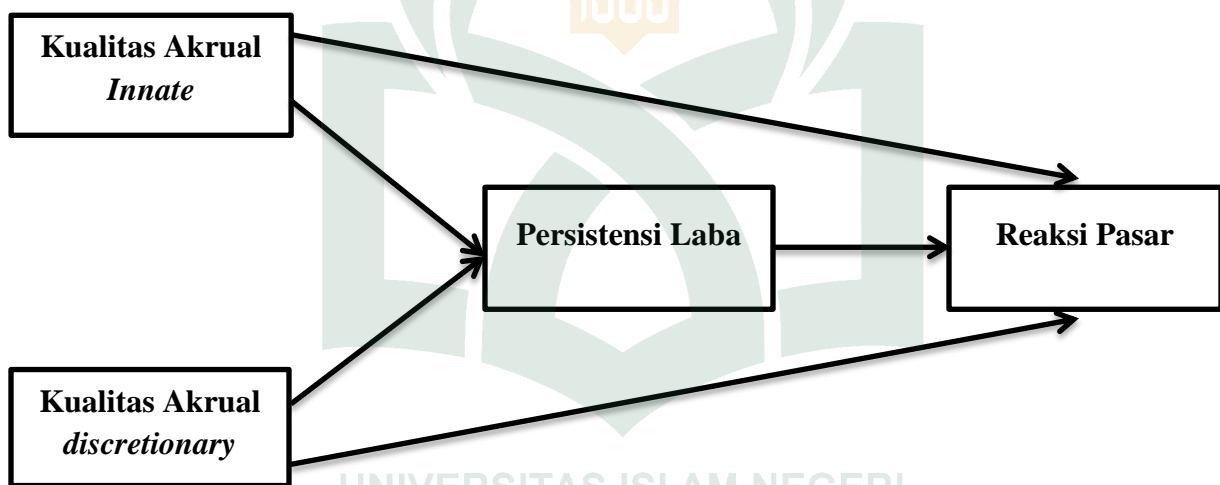 Kualitas Akrual
Innate
Persistensi Laba
Reaksi Pasar
Kualitas Akrual
discretionary
UNIVERSITAS ISLAM NEGERI